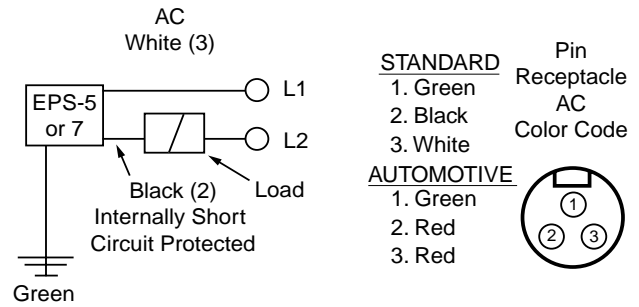 AC
White (3)
EPS-5
or 7
L1
L2
Black (2)
Internally Short
Circuit Protected
Load
Green
STANDARD
1. Green
2. Black
3. White
AUTOMOTIVE
1. Green
2. Red
3. Red
Pin
Receptacle
AC
Color Code
1
2
3